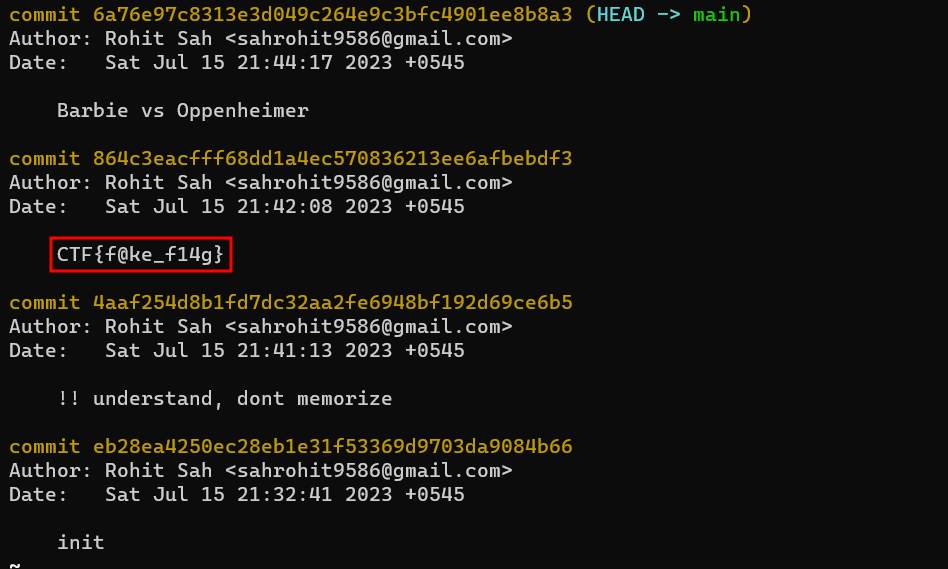 commit 6a76e97c8313e3d049c264e9c3bfc4901ee8b8a3 (HEAD -> main)
Author: Rohit Sah <sahrohit9586@gmail.com>
Date:   Sat Jul 15 21:44:17 2023 +0545
Barbie vs Oppenheimer
commit 864c3eacfff68dd1a4ec570836213ee6afbebdf3
Author: Rohit Sah <sahrohit9586@gmail.com>
Date:   Sat Jul 15 21:42:08 2023 +0545
CTF{f@ke_f14g}
commit 4aaf254d8b1fd7dc32aa2fe6948bf192d69ce6b5
Author: Rohit Sah <sahrohit9586@gmail.com>
Date:   Sat Jul 15 21:41:13 2023 +0545
!! understand, dont memorize
commit eb28ea4250ec28eb1e31f53369d9703da9084b66
Author: Rohit Sah <sahrohit9586@gmail.com>
Date:   Sat Jul 15 21:32:41 2023 +0545
init
~